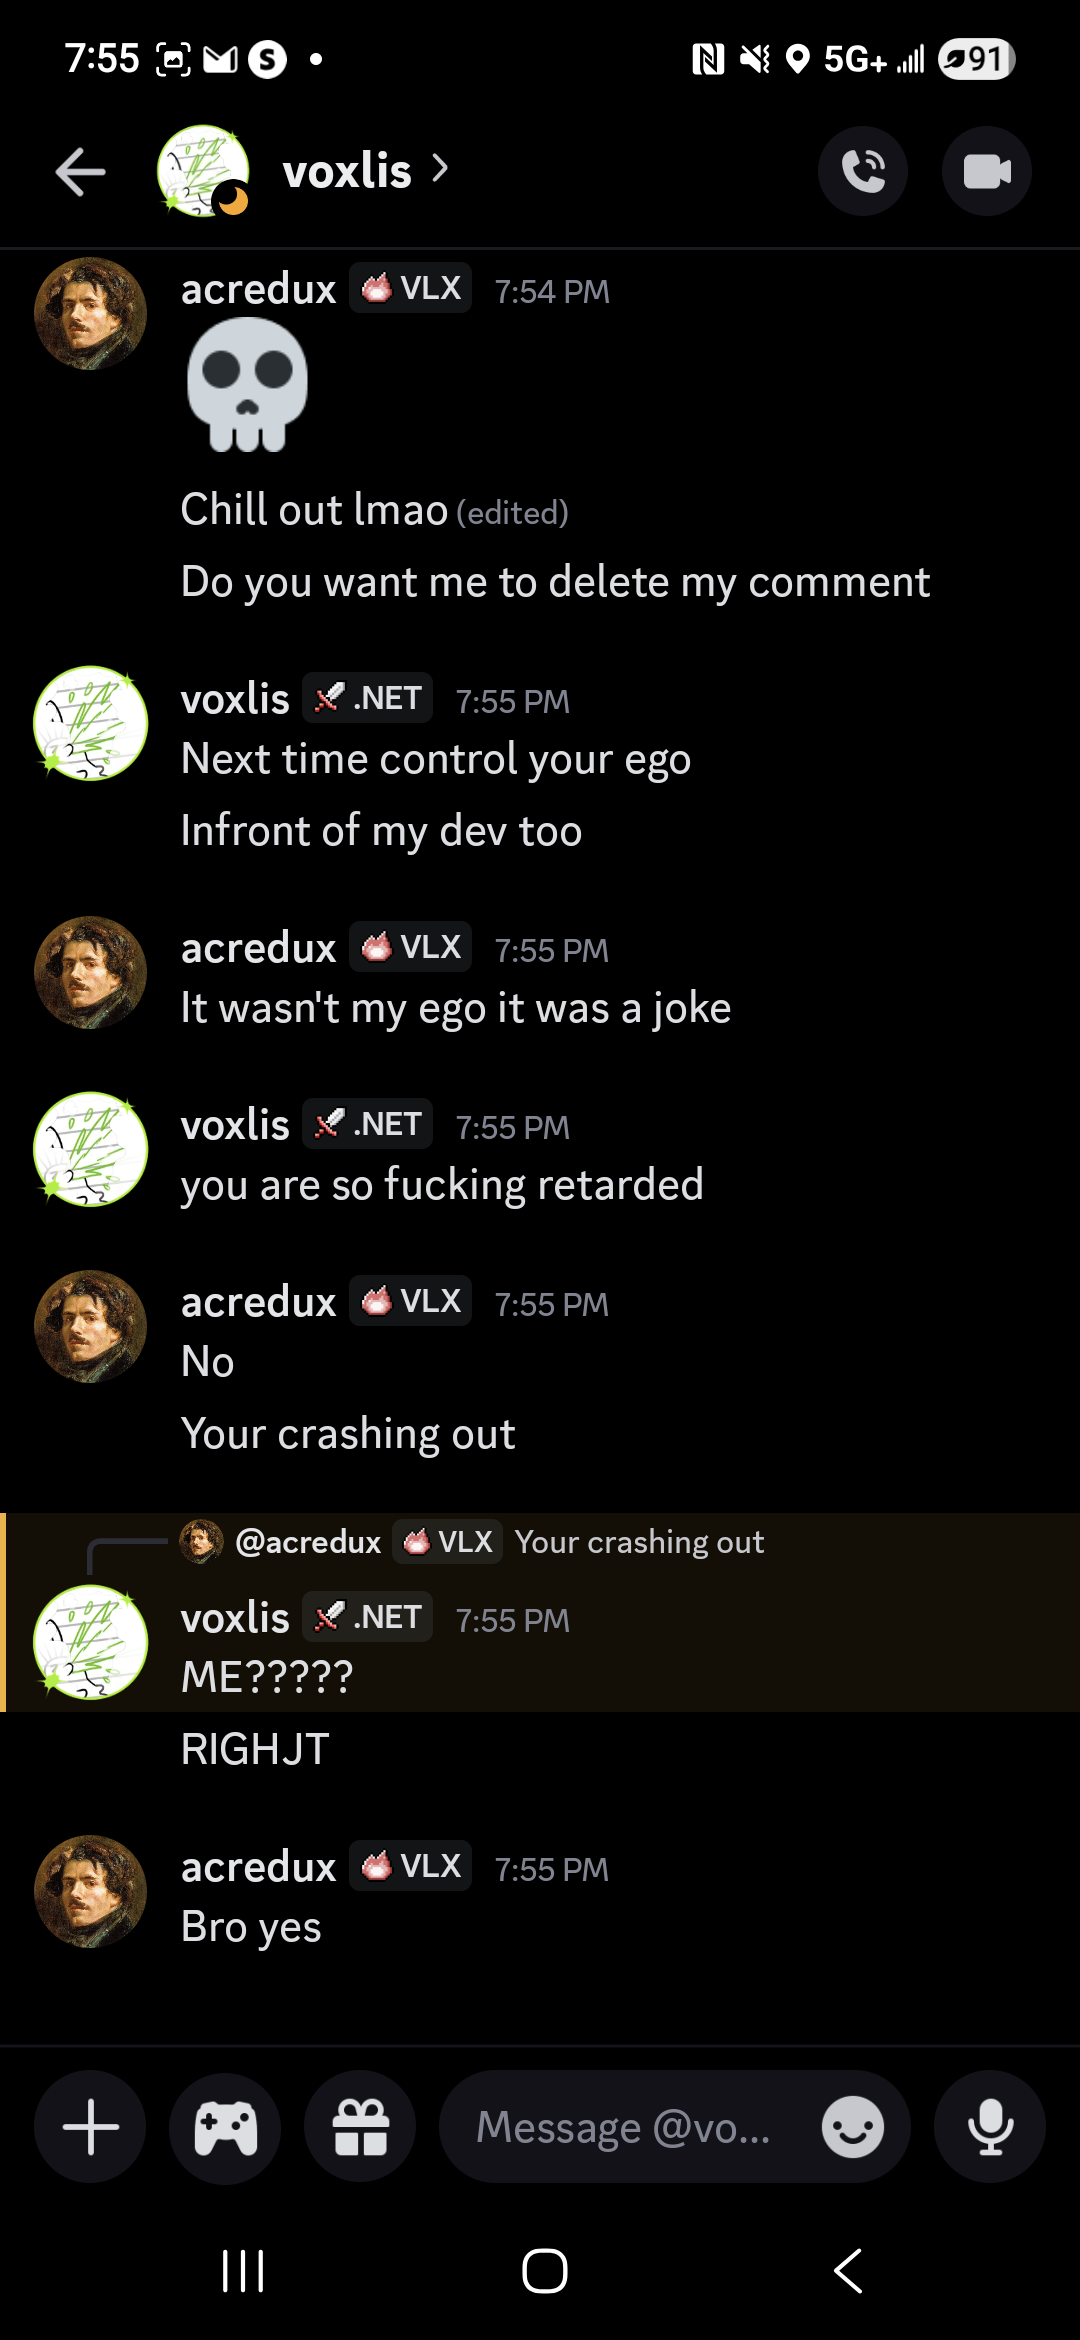 7:55 S 5G+ 91
voxlis
acredux VLX 7:54 PM
Chill out lmao (edited)
Do you want me to delete my comment
voxlis .NET 7:55 PM
Next time control your ego
Infront of my dev too
acredux VLX 7:55 PM
It wasn't my ego it was a joke
voxlis .NET 7:55 PM
you are so fucking retarded
acredux VLX 7:55 PM
No
Your crashing out
@acredux VLX Your crashing out
voxlis .NET 7:55 PM
ME?????
RIGHJT
acredux VLX 7:55 PM
Bro yes
Message @vo...